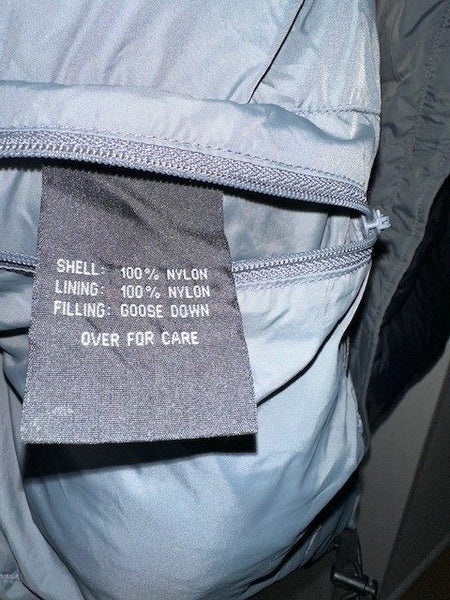 SHELL: 100% NYLON
LINING: 100% NYLON
FILLING: GOOSE DOWN
OVER FOR CARE